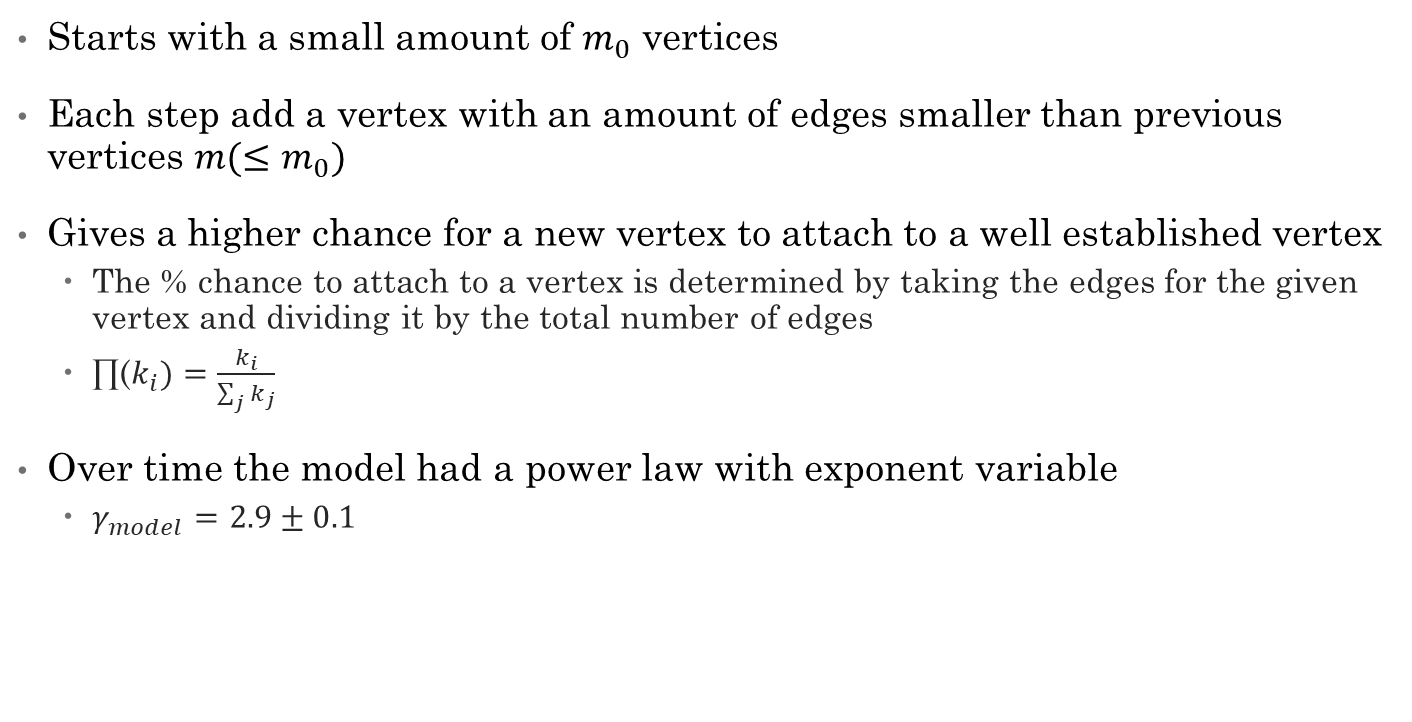 • Starts with a small amount of m₀ vertices
• Each step add a vertex with an amount of edges smaller than previous
vertices m(≤ m₀)
• Gives a higher chance for a new vertex to attach to a well established vertex
• The % chance to attach to a vertex is determined by taking the edges for the given
vertex and dividing it by the total number of edges
• ∏(kᵢ) = kᵢ / ∑ⱼ kⱼ
• Over time the model had a power law with exponent variable
• γ_model = 2.9 ± 0.1